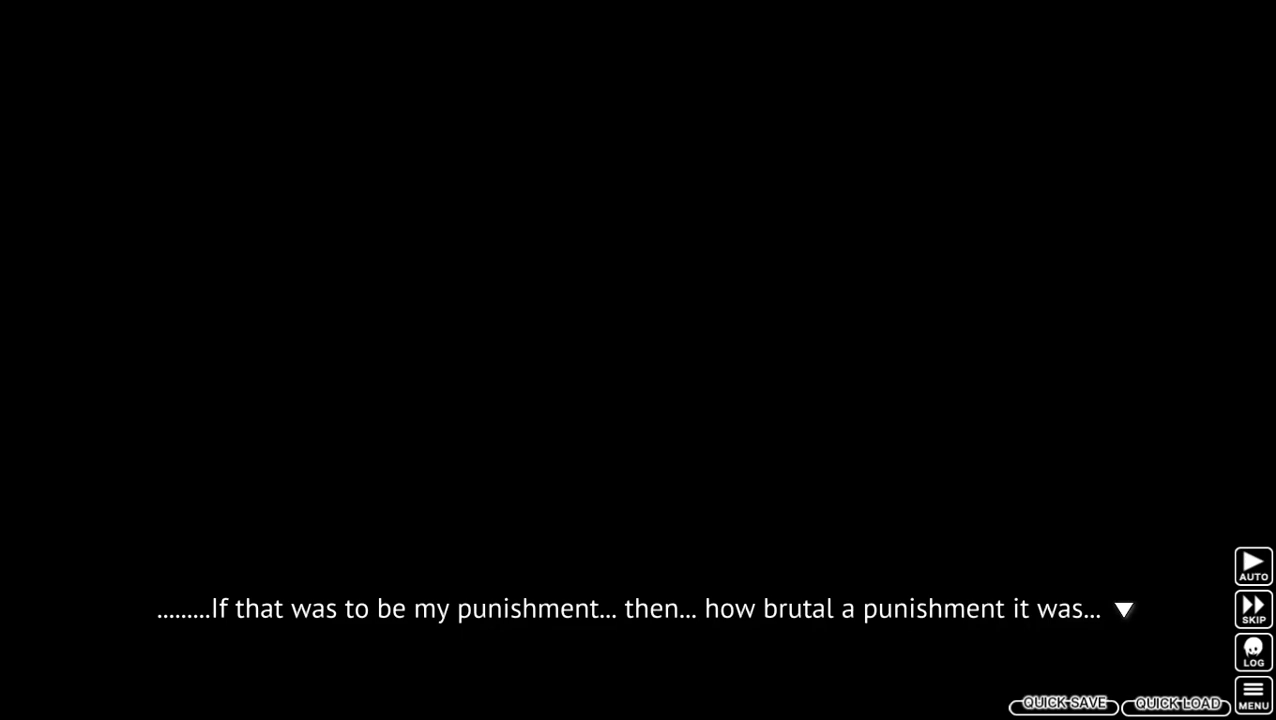 .........If that was to be my punishment... then... how brutal a punishment it was...
AUTO
SKIP
LOG
MENU
QUICK SAVE QUICK LOAD